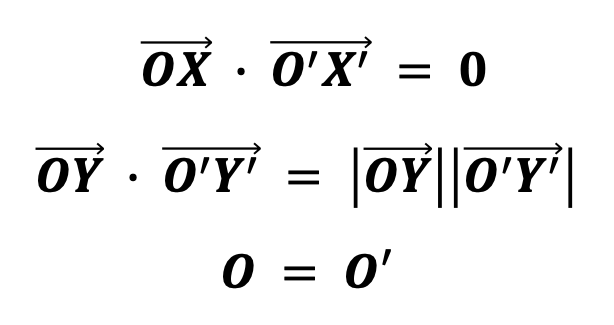 $\overrightarrow{OX} \cdot \overrightarrow{O'X'} = 0$
$\overrightarrow{OY} \cdot \overrightarrow{O'Y'} = |\overrightarrow{OY}||\overrightarrow{O'Y'}|$
$O = O'$